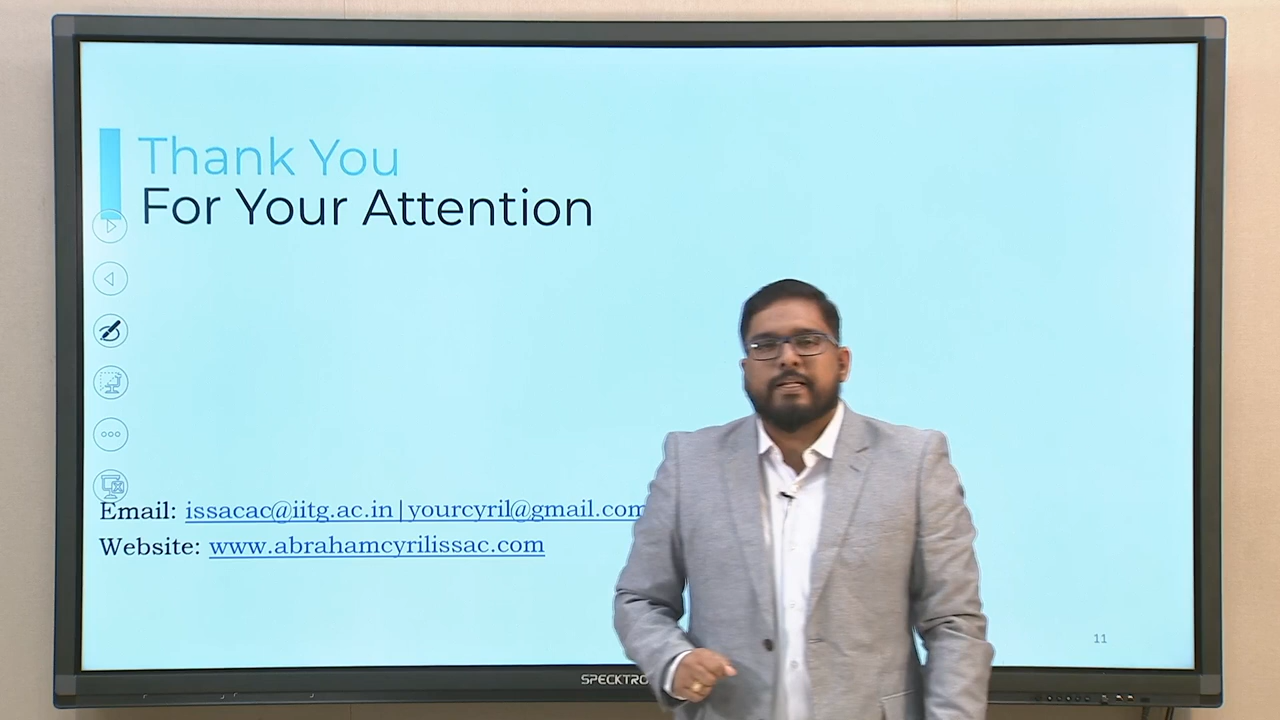 Thank You
For Your Attention
Email: issacac@iitg.ac.in|yourcyril@gmail.com
Website: www.abrahamcyrilissac.com
11
SPECKTRO